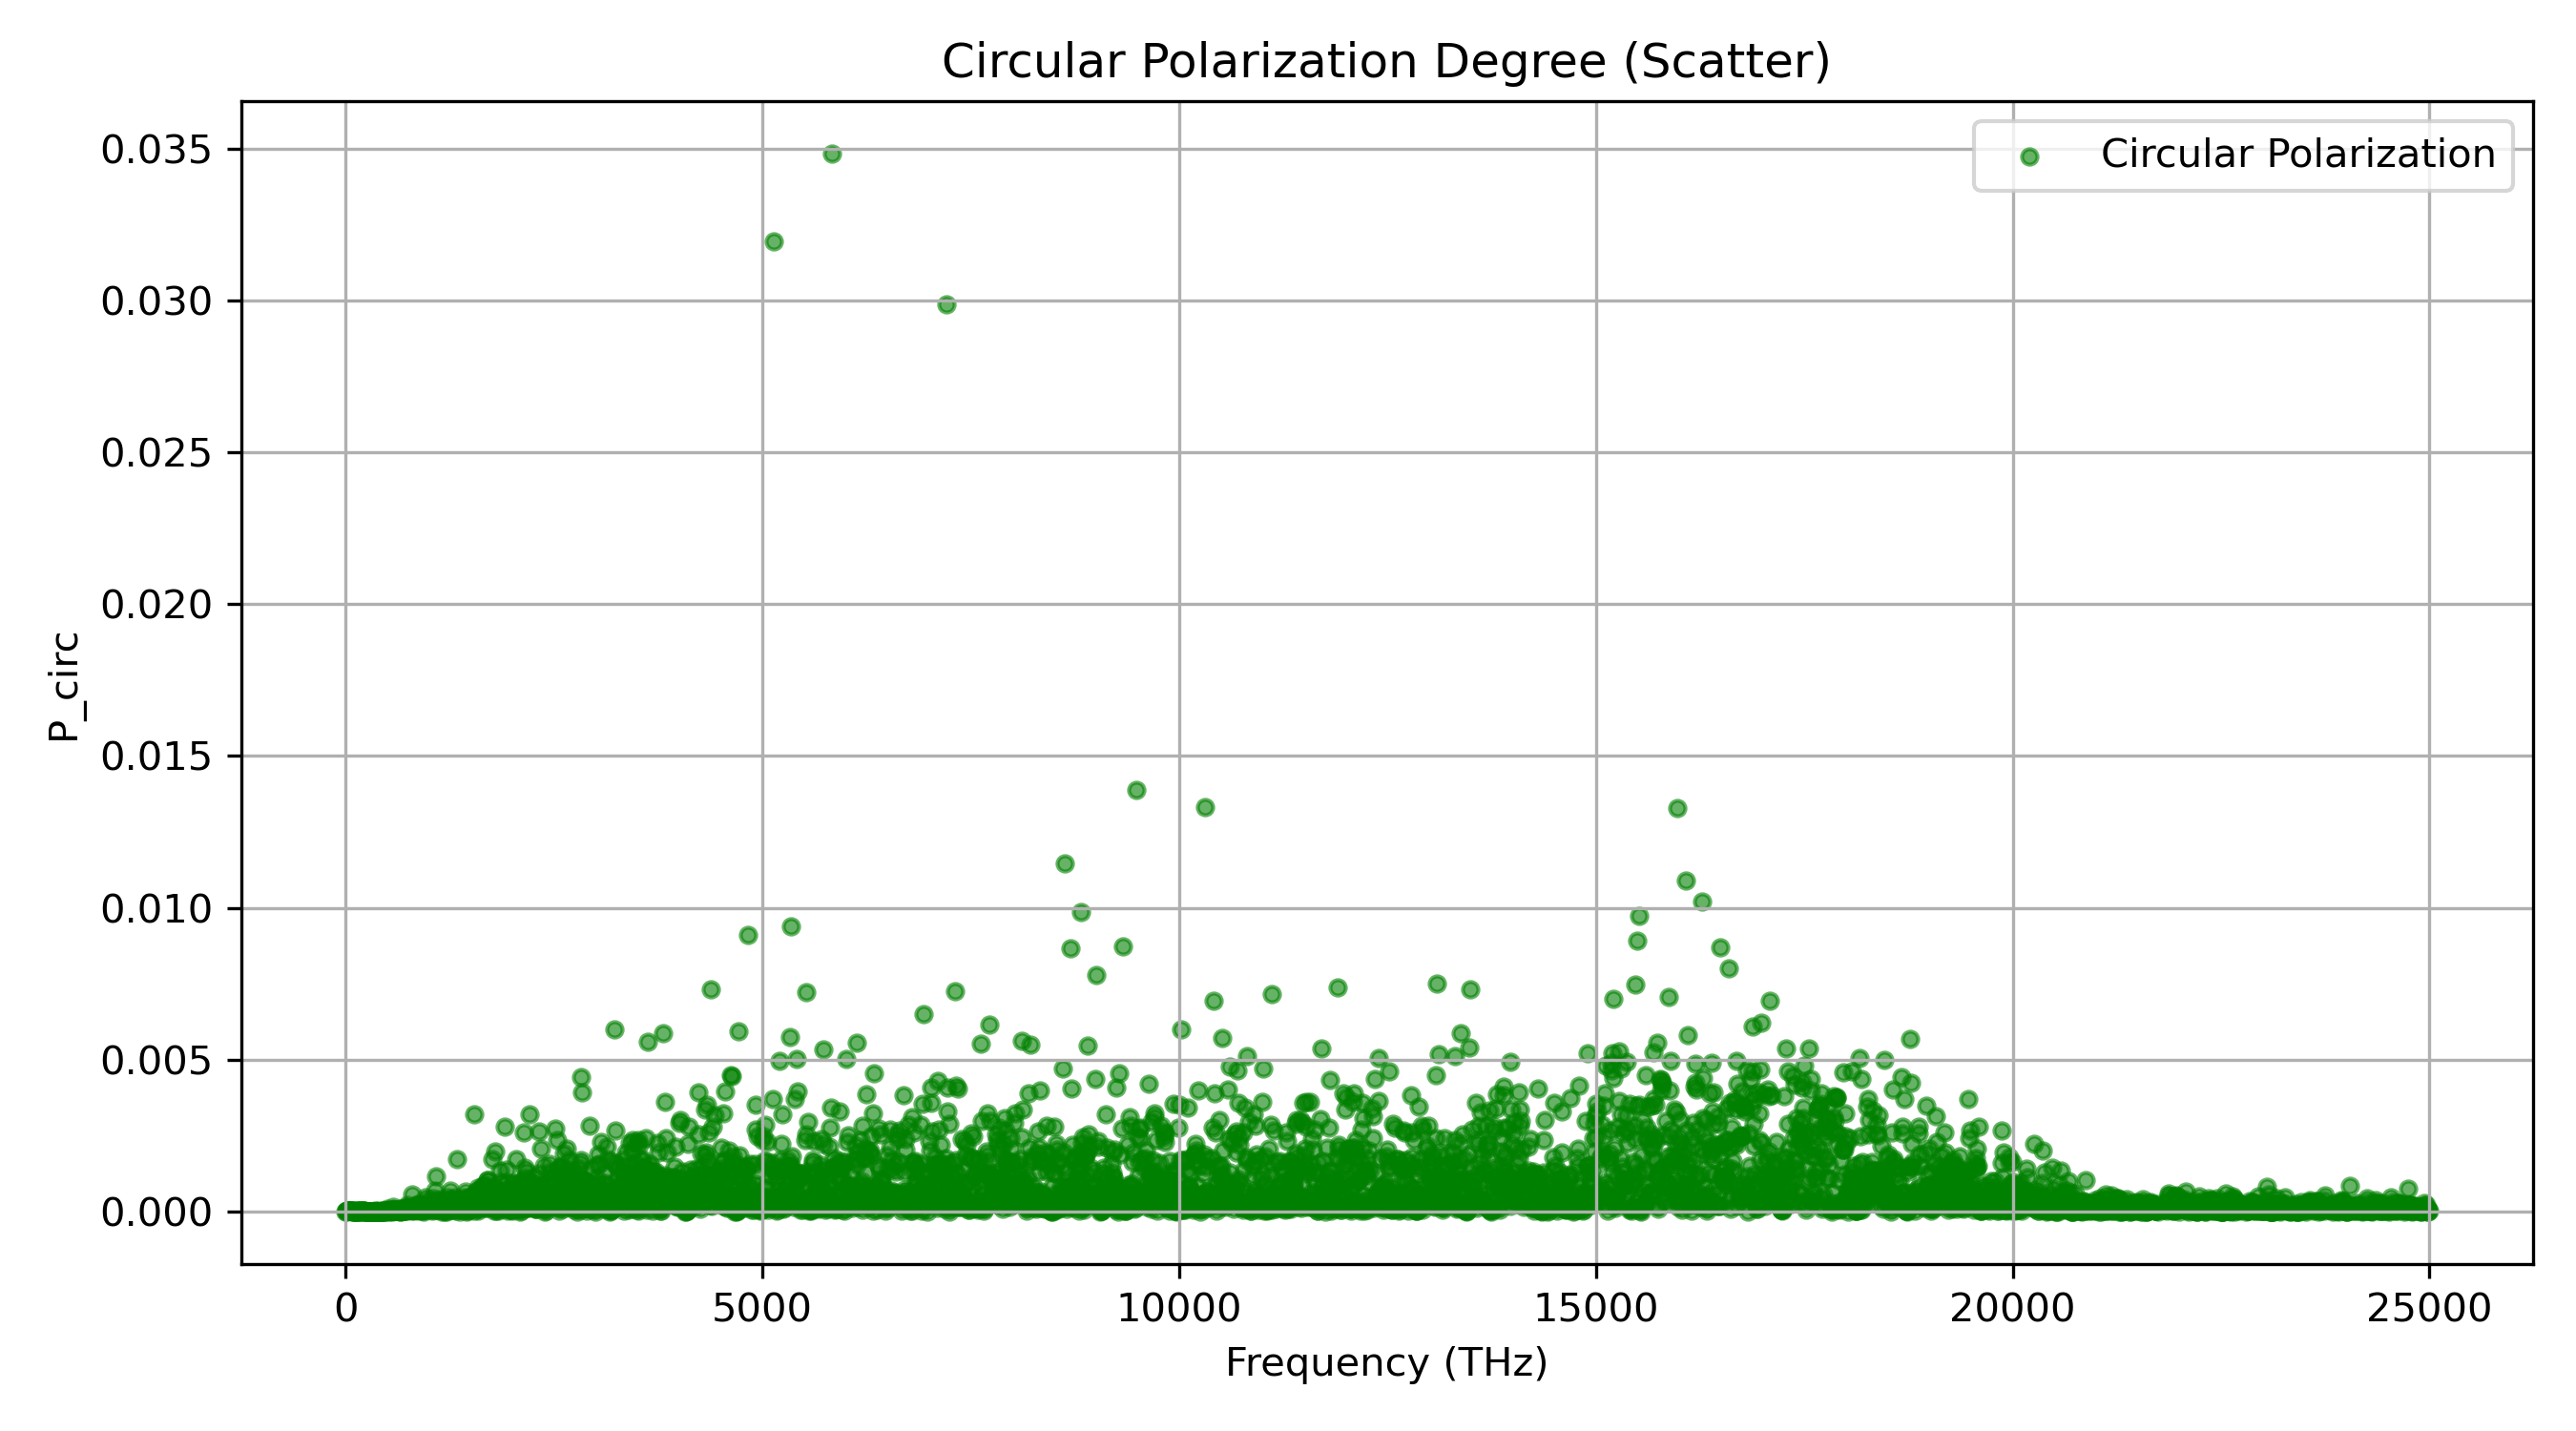 Circular Polarization Degree (Scatter)
Circular Polarization
0.035
0.030
0.025
0.020
0.015
0.010
0.005
0.000
P_circ
0 5000 10000 15000 20000 25000
Frequency (THz)